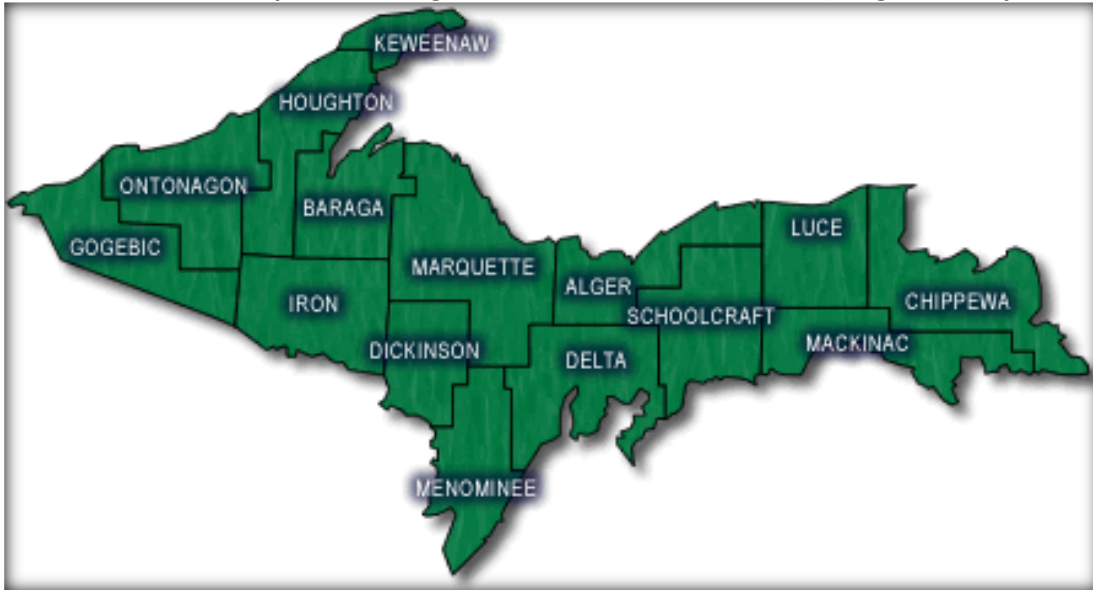 KEWEENAW
HOUGHTON
ONTONAGON
BARAGA
LUCE
GOGEBIC
MARQUETTE
ALGER
IRON
CHIPPEWA
SCHOOLCRAFT
MACKINAC
DICKINSON
DELTA
MENOMINEE